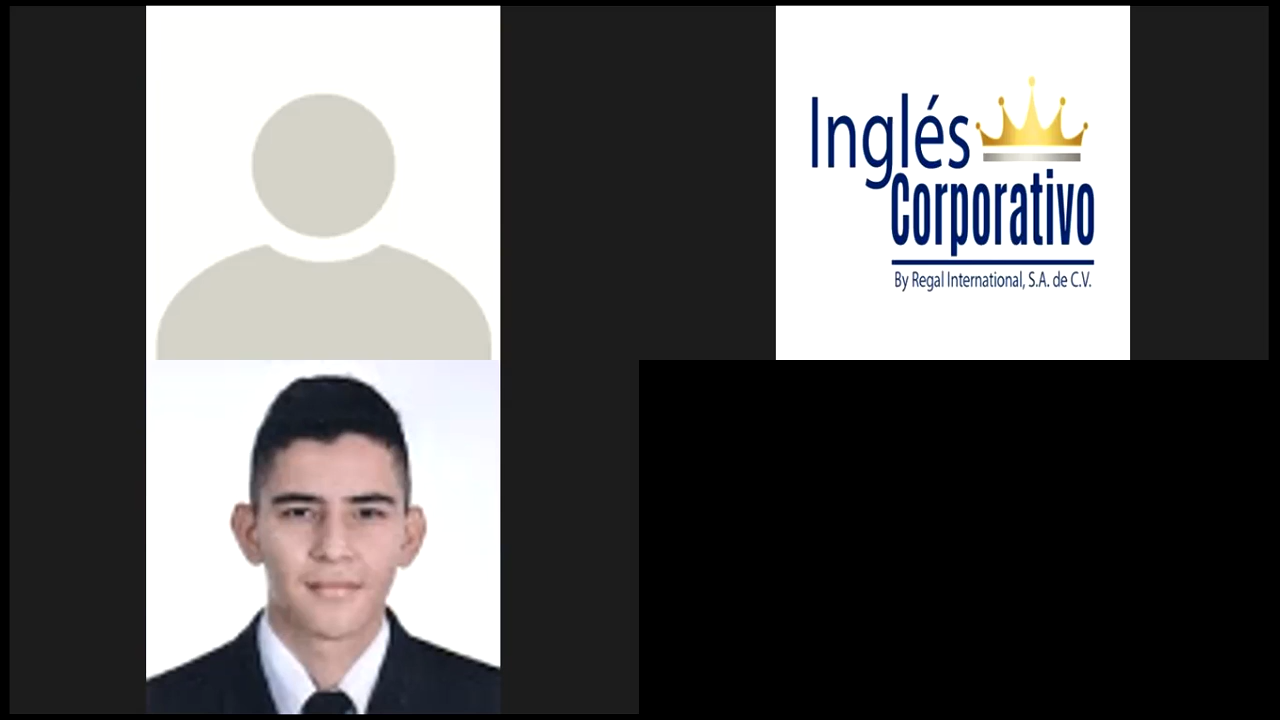 Inglés
Corporativo
By Regal International, S.A. de C.V.